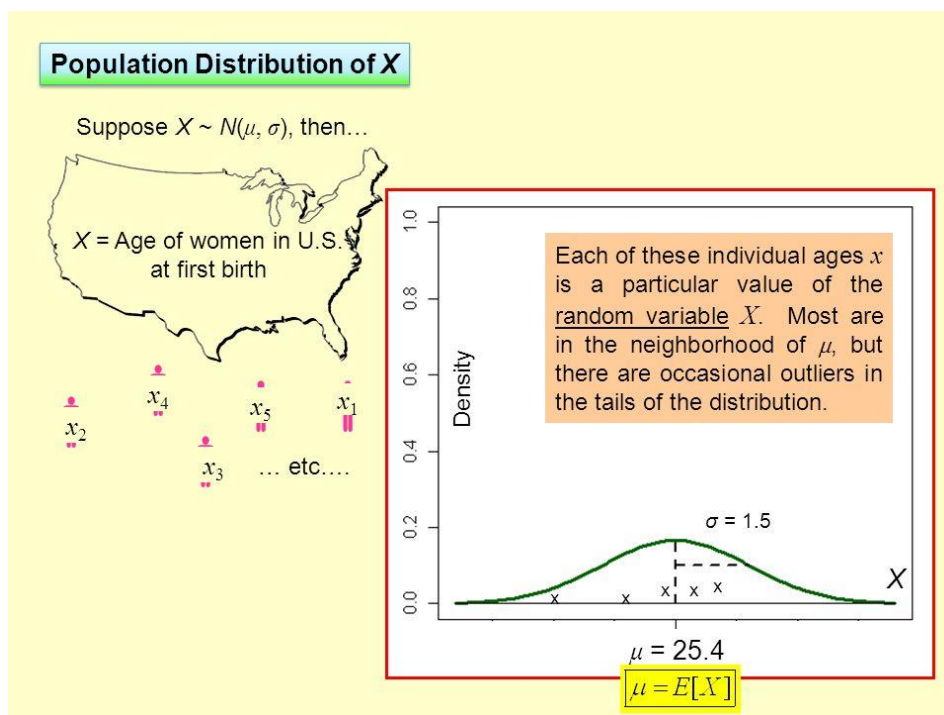 Population Distribution of X
Suppose X ~ N(μ, σ), then…
X = Age of women in U.S.
at first birth
x4
x2
x5
x1
x3
… etc….
1.0
0.8
0.6
0.4
0.2
0.0
Density
Each of these individual ages x
is a particular value of the
random variable X. Most are
in the neighborhood of μ, but
there are occasional outliers in
the tails of the distribution.
σ = 1.5
X
x x x x x
μ = 25.4
μ = E[X]